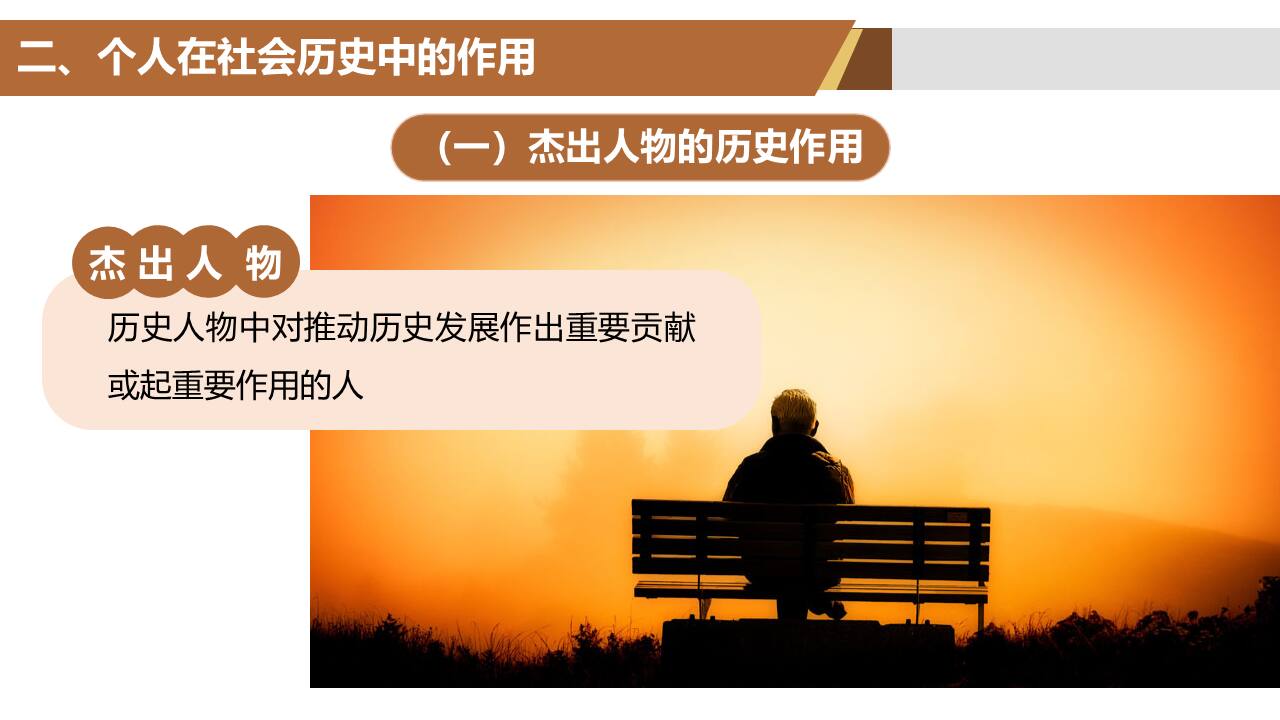 二、个人在社会历史中的作用
（一）杰出人物的历史作用
杰出人物
历史人物中对推动历史发展作出重要贡献
或起重要作用的人